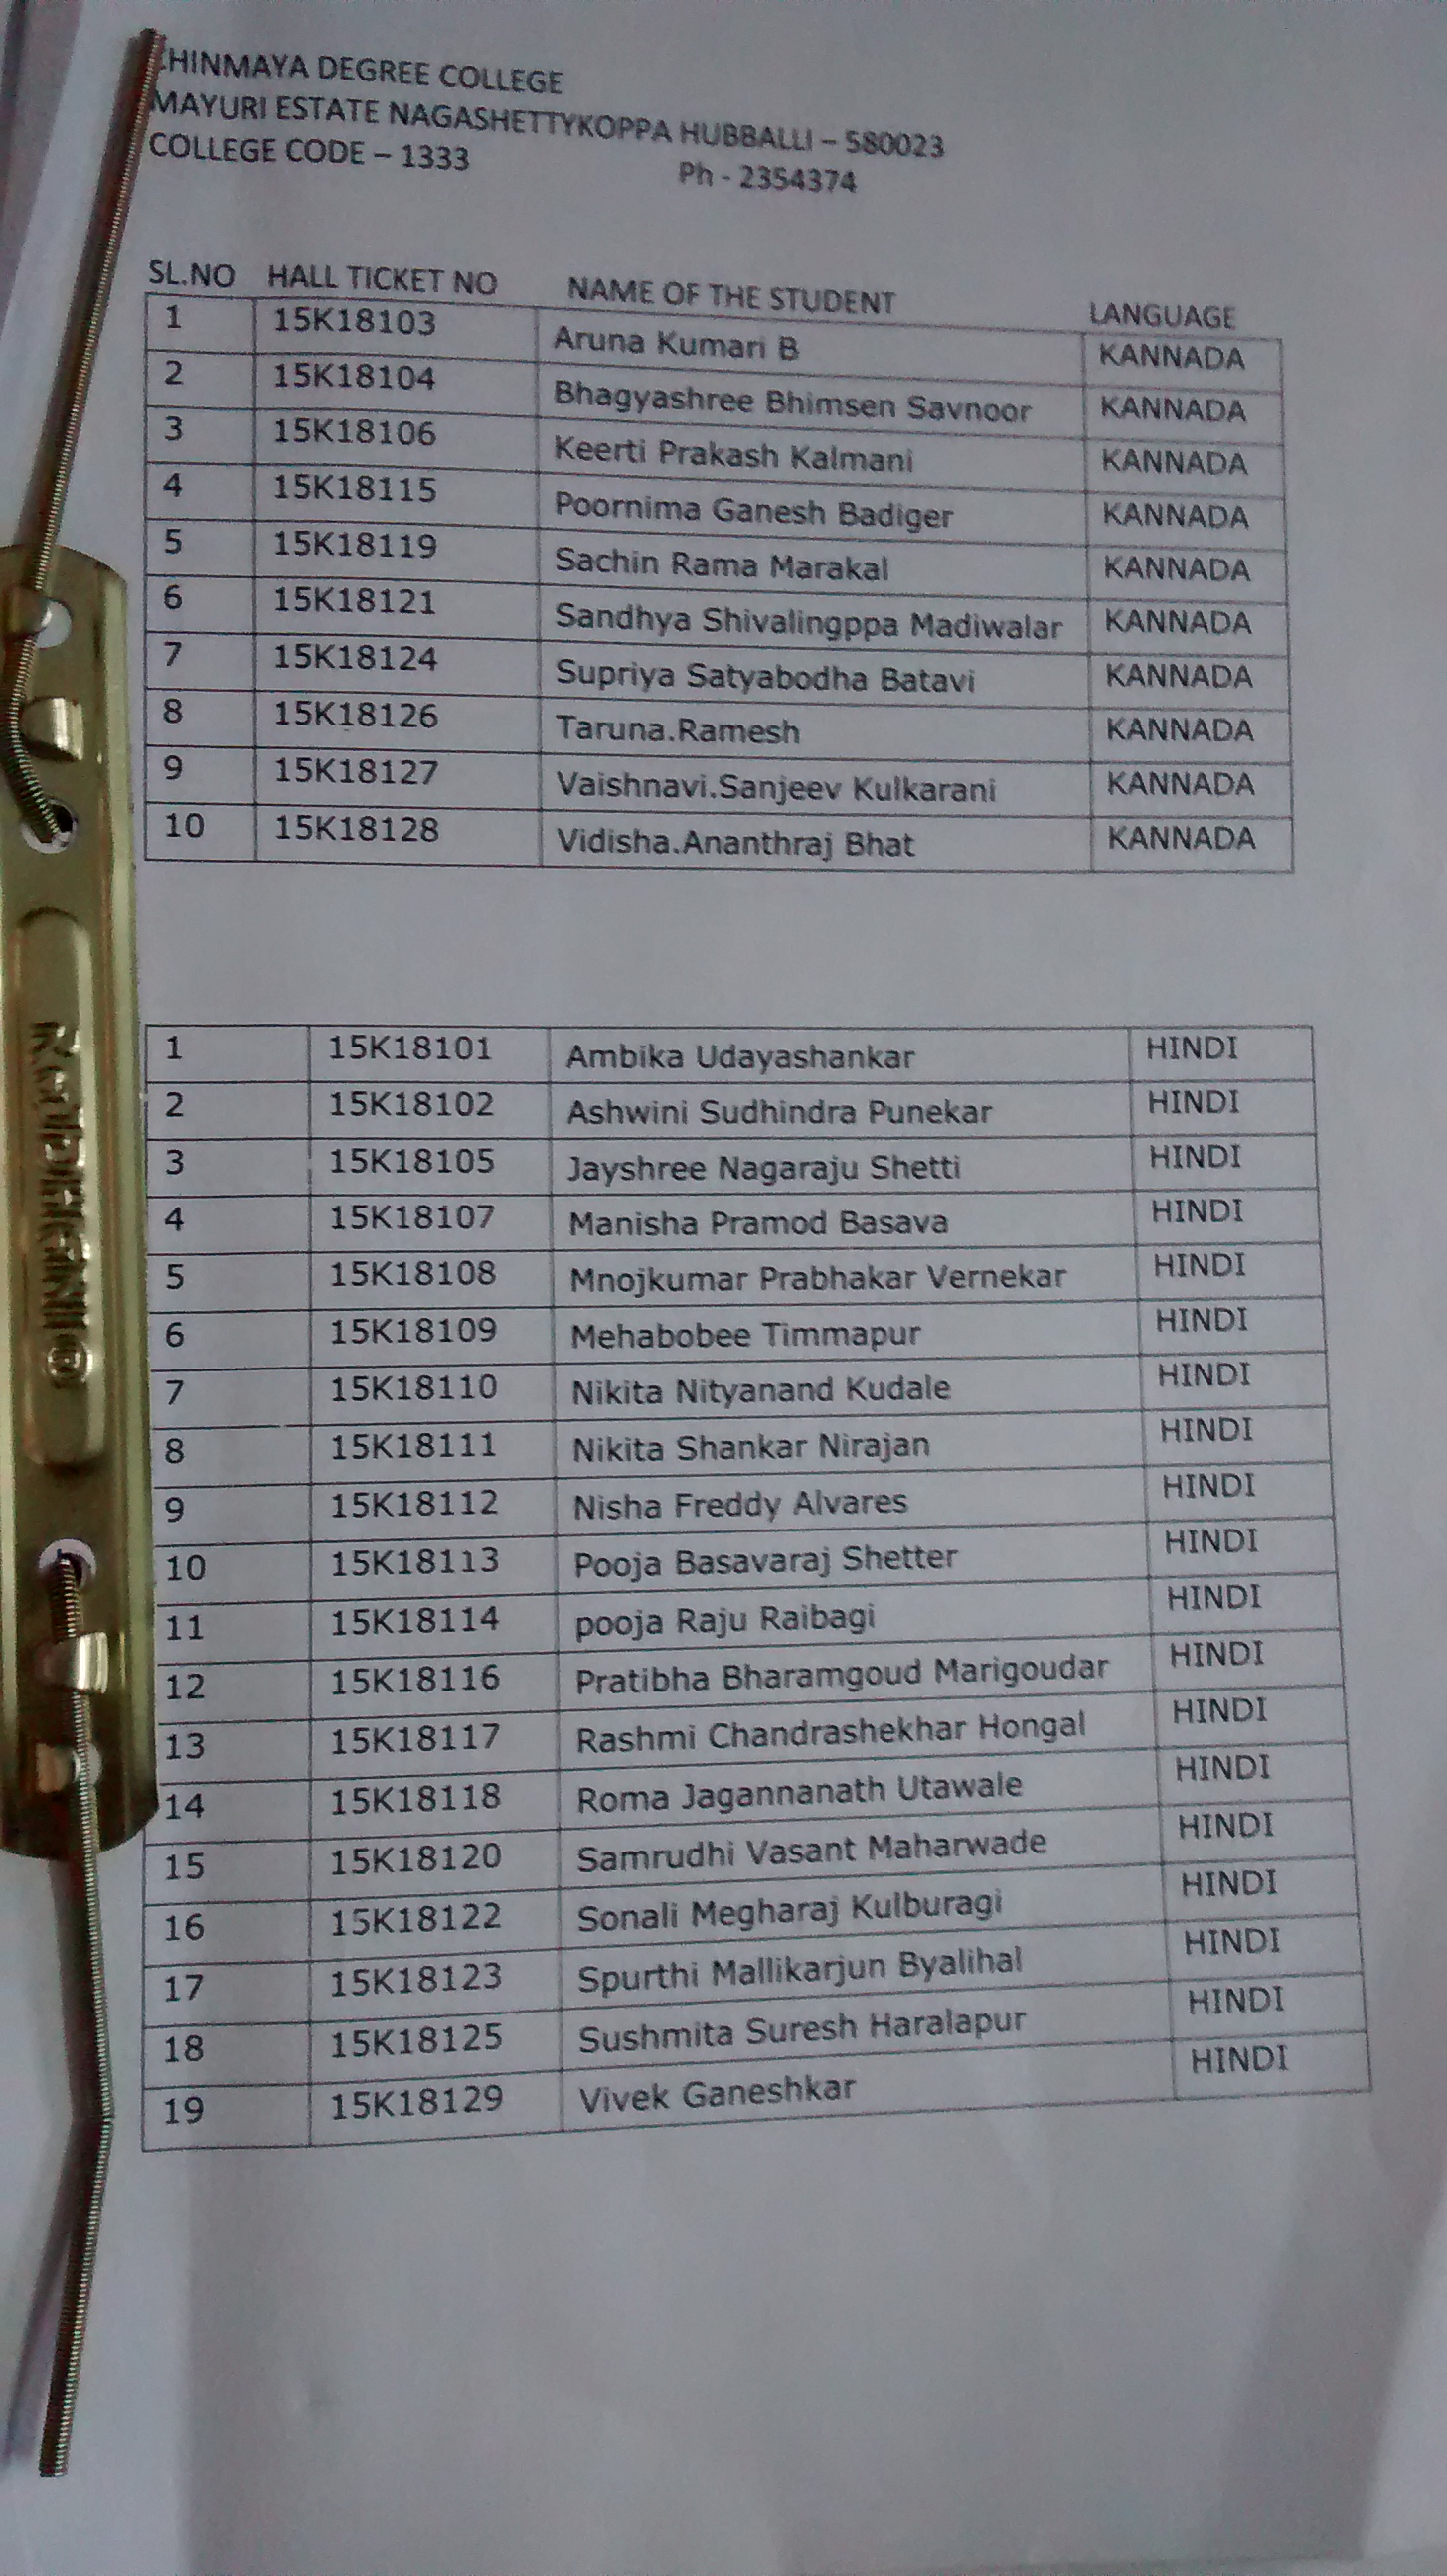 CHINMAYA DEGREE COLLEGE
MAYURI ESTATE NAGASHETTYKOPPA HUBBALLI – 580023
COLLEGE CODE – 1333 Ph - 2354374
SL.NO HALL TICKET NO NAME OF THE STUDENT LANGUAGE
1 15K18103 Aruna Kumari B KANNADA
2 15K18104 Bhagyashree Bhimsen Savnoor KANNADA
3 15K18106 Keerti Prakash Kalmani KANNADA
4 15K18115 Poornima Ganesh Badiger KANNADA
5 15K18119 Sachin Rama Marakal KANNADA
6 15K18121 Sandhya Shivalingppa Madiwalar KANNADA
7 15K18124 Supriya Satyabodha Batavi KANNADA
8 15K18126 Taruna.Ramesh KANNADA
9 15K18127 Vaishnavi.Sanjeev Kulkarani KANNADA
10 15K18128 Vidisha.Ananthraj Bhat KANNADA
1 15K18101 Ambika Udayashankar HINDI
2 15K18102 Ashwini Sudhindra Punekar HINDI
3 15K18105 Jayshree Nagaraju Shetti HINDI
4 15K18107 Manisha Pramod Basava HINDI
5 15K18108 Mnojkumar Prabhakar Vernekar HINDI
6 15K18109 Mehabobee Timmapur HINDI
7 15K18110 Nikita Nityanand Kudale HINDI
8 15K18111 Nikita Shankar Nirajan HINDI
9 15K18112 Nisha Freddy Alvares HINDI
10 15K18113 Pooja Basavaraj Shetter HINDI
11 15K18114 pooja Raju Raibagi HINDI
12 15K18116 Pratibha Bharamgoud Marigoudar HINDI
13 15K18117 Rashmi Chandrashekhar Hongal HINDI
14 15K18118 Roma Jagannanath Utawale HINDI
15 15K18120 Samrudhi Vasant Maharwade HINDI
16 15K18122 Sonali Megharaj Kulburagi HINDI
17 15K18123 Spurthi Mallikarjun Byalihal HINDI
18 15K18125 Sushmita Suresh Haralapur HINDI
19 15K18129 Vivek Ganeshkar HINDI